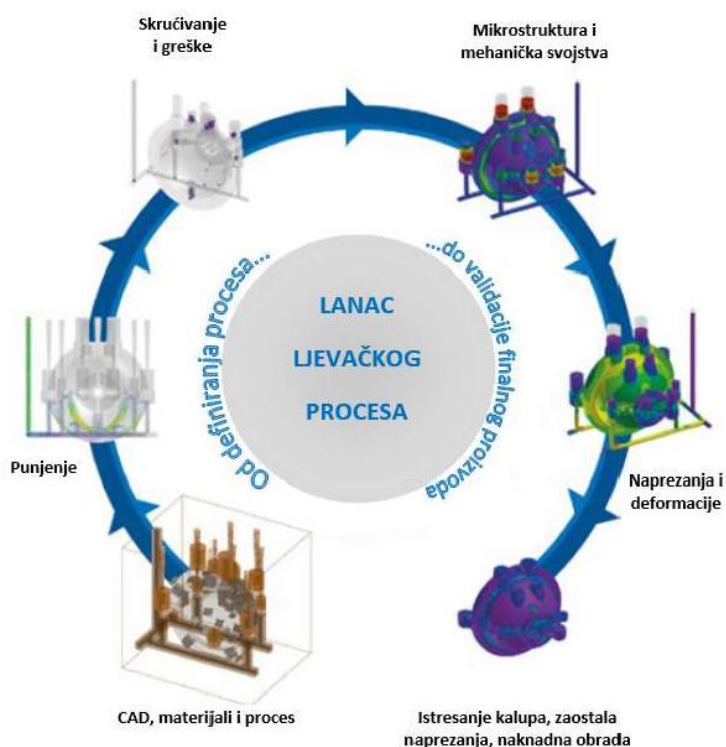 Skrućivanje
i greške
Mikrostruktura i
mehanička svojstva
Od definiranja procesa...
...do validacije finalnog proizvoda
LANAC
LJEVAČKOG
PROCESA
Punjenje
Naprezanja i
deformacije
CAD, materijali i proces
Istresanje kalupa, zaostala
naprezanja, naknadna obrada